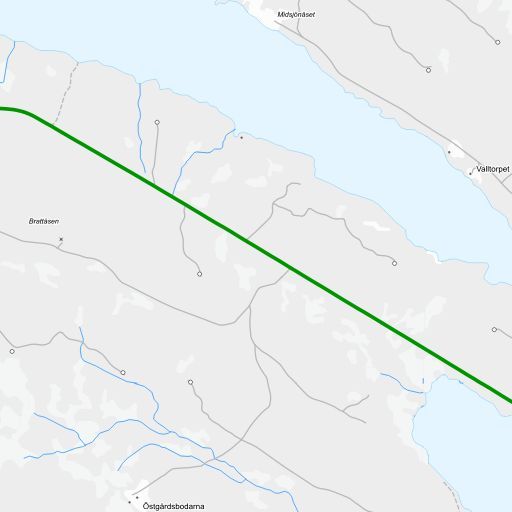 Midsjönäset
Valltorpet
Brattåsen
Östgårdsbodarna